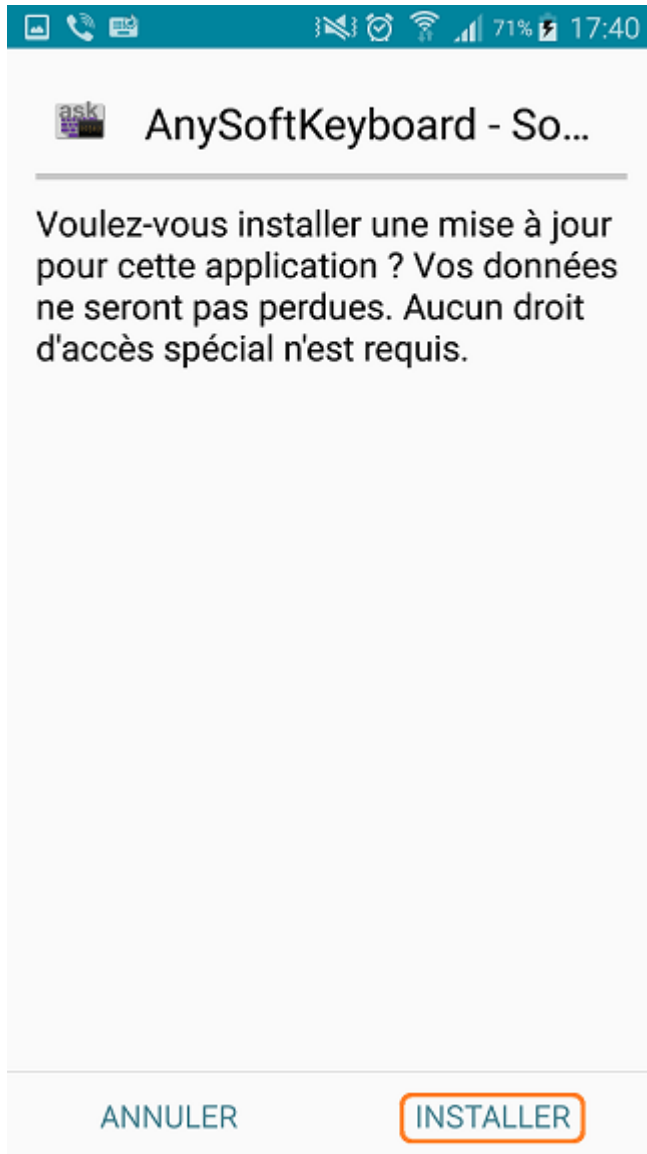 71% 17:40
ask
AnySoftKeyboard - So...
Voulez-vous installer une mise à jour
pour cette application ? Vos données
ne seront pas perdues. Aucun droit
d'accès spécial n'est requis.
ANNULER INSTALLER